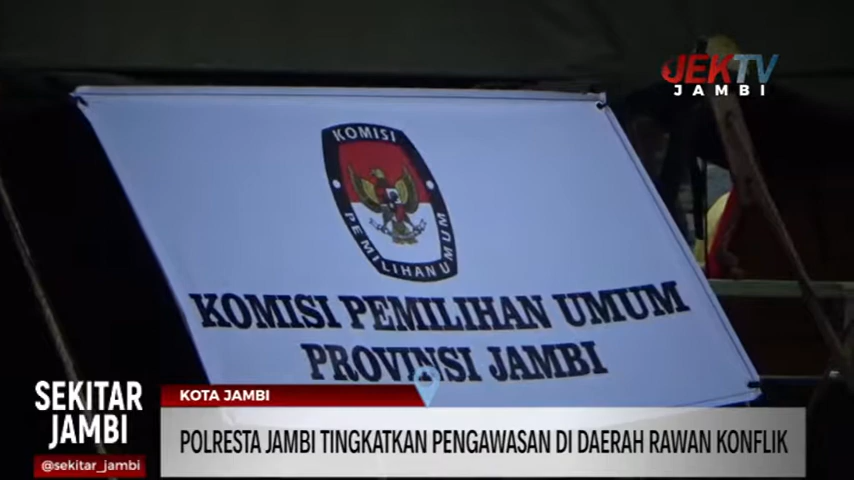 JEKTV
JAMBI
KOMISI
PEMILIHAN UMUM
KOMISI PEMILIHAN UMUM
PROVINSI JAMBI
SEKITAR
JAMBI
@sekitar_jambi
KOTA JAMBI
POLRESTA JAMBI TINGKATKAN PENGAWASAN DI DAERAH RAWAN KONFLIK